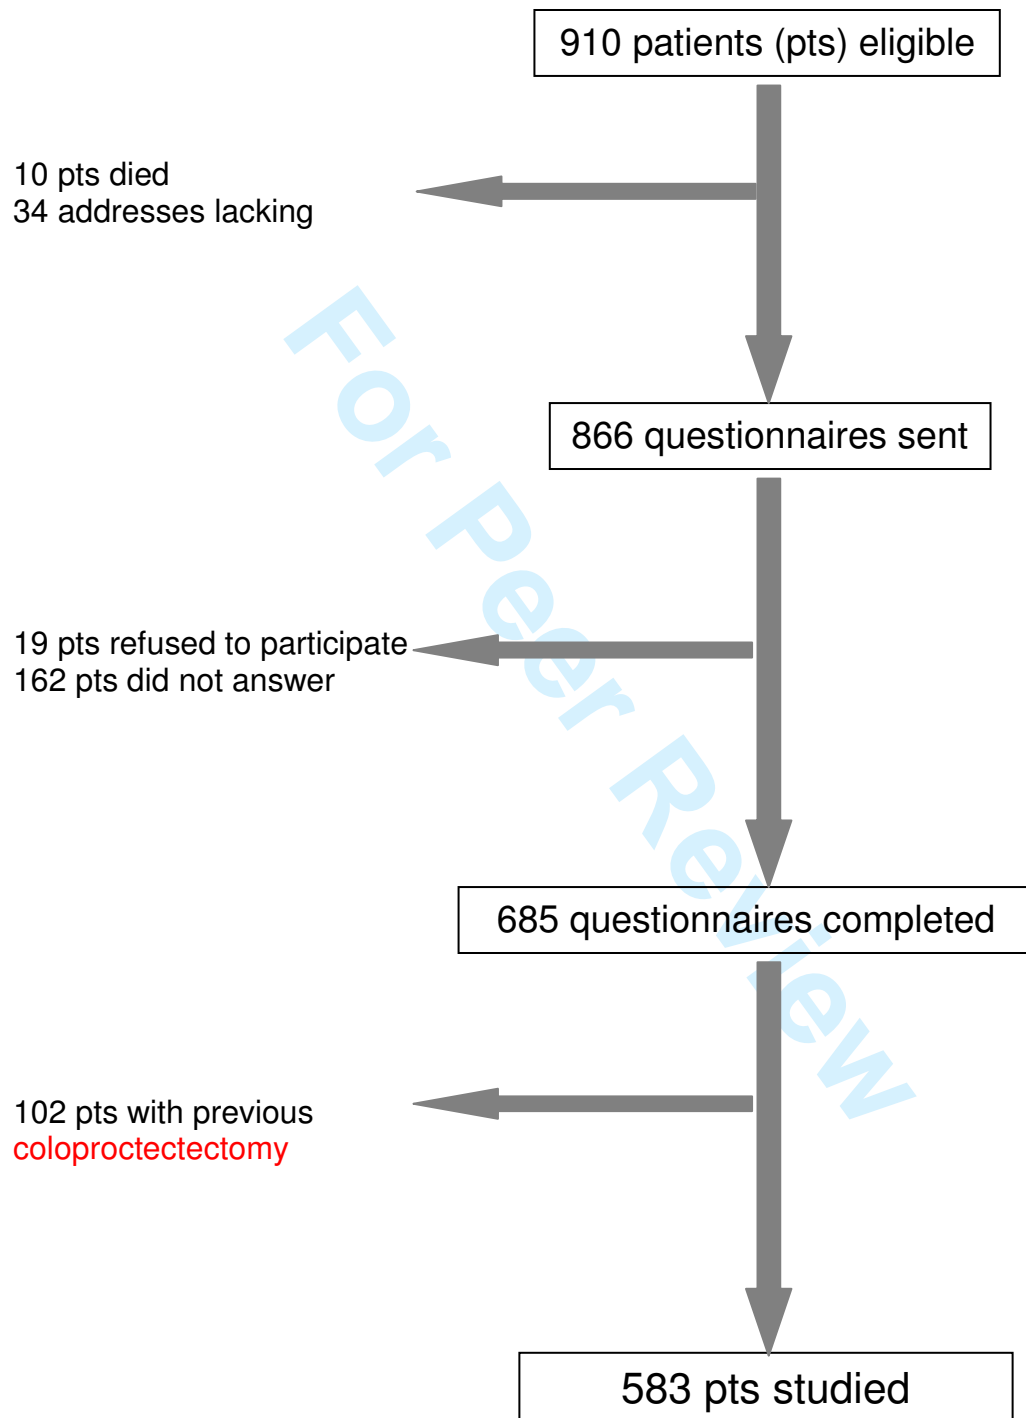 910 patients (pts) eligible
10 pts died
34 addresses lacking
866 questionnaires sent
19 pts refused to participate
162 pts did not answer
685 questionnaires completed
102 pts with previous
coloproctectectomy
583 pts studied
For Peer Review